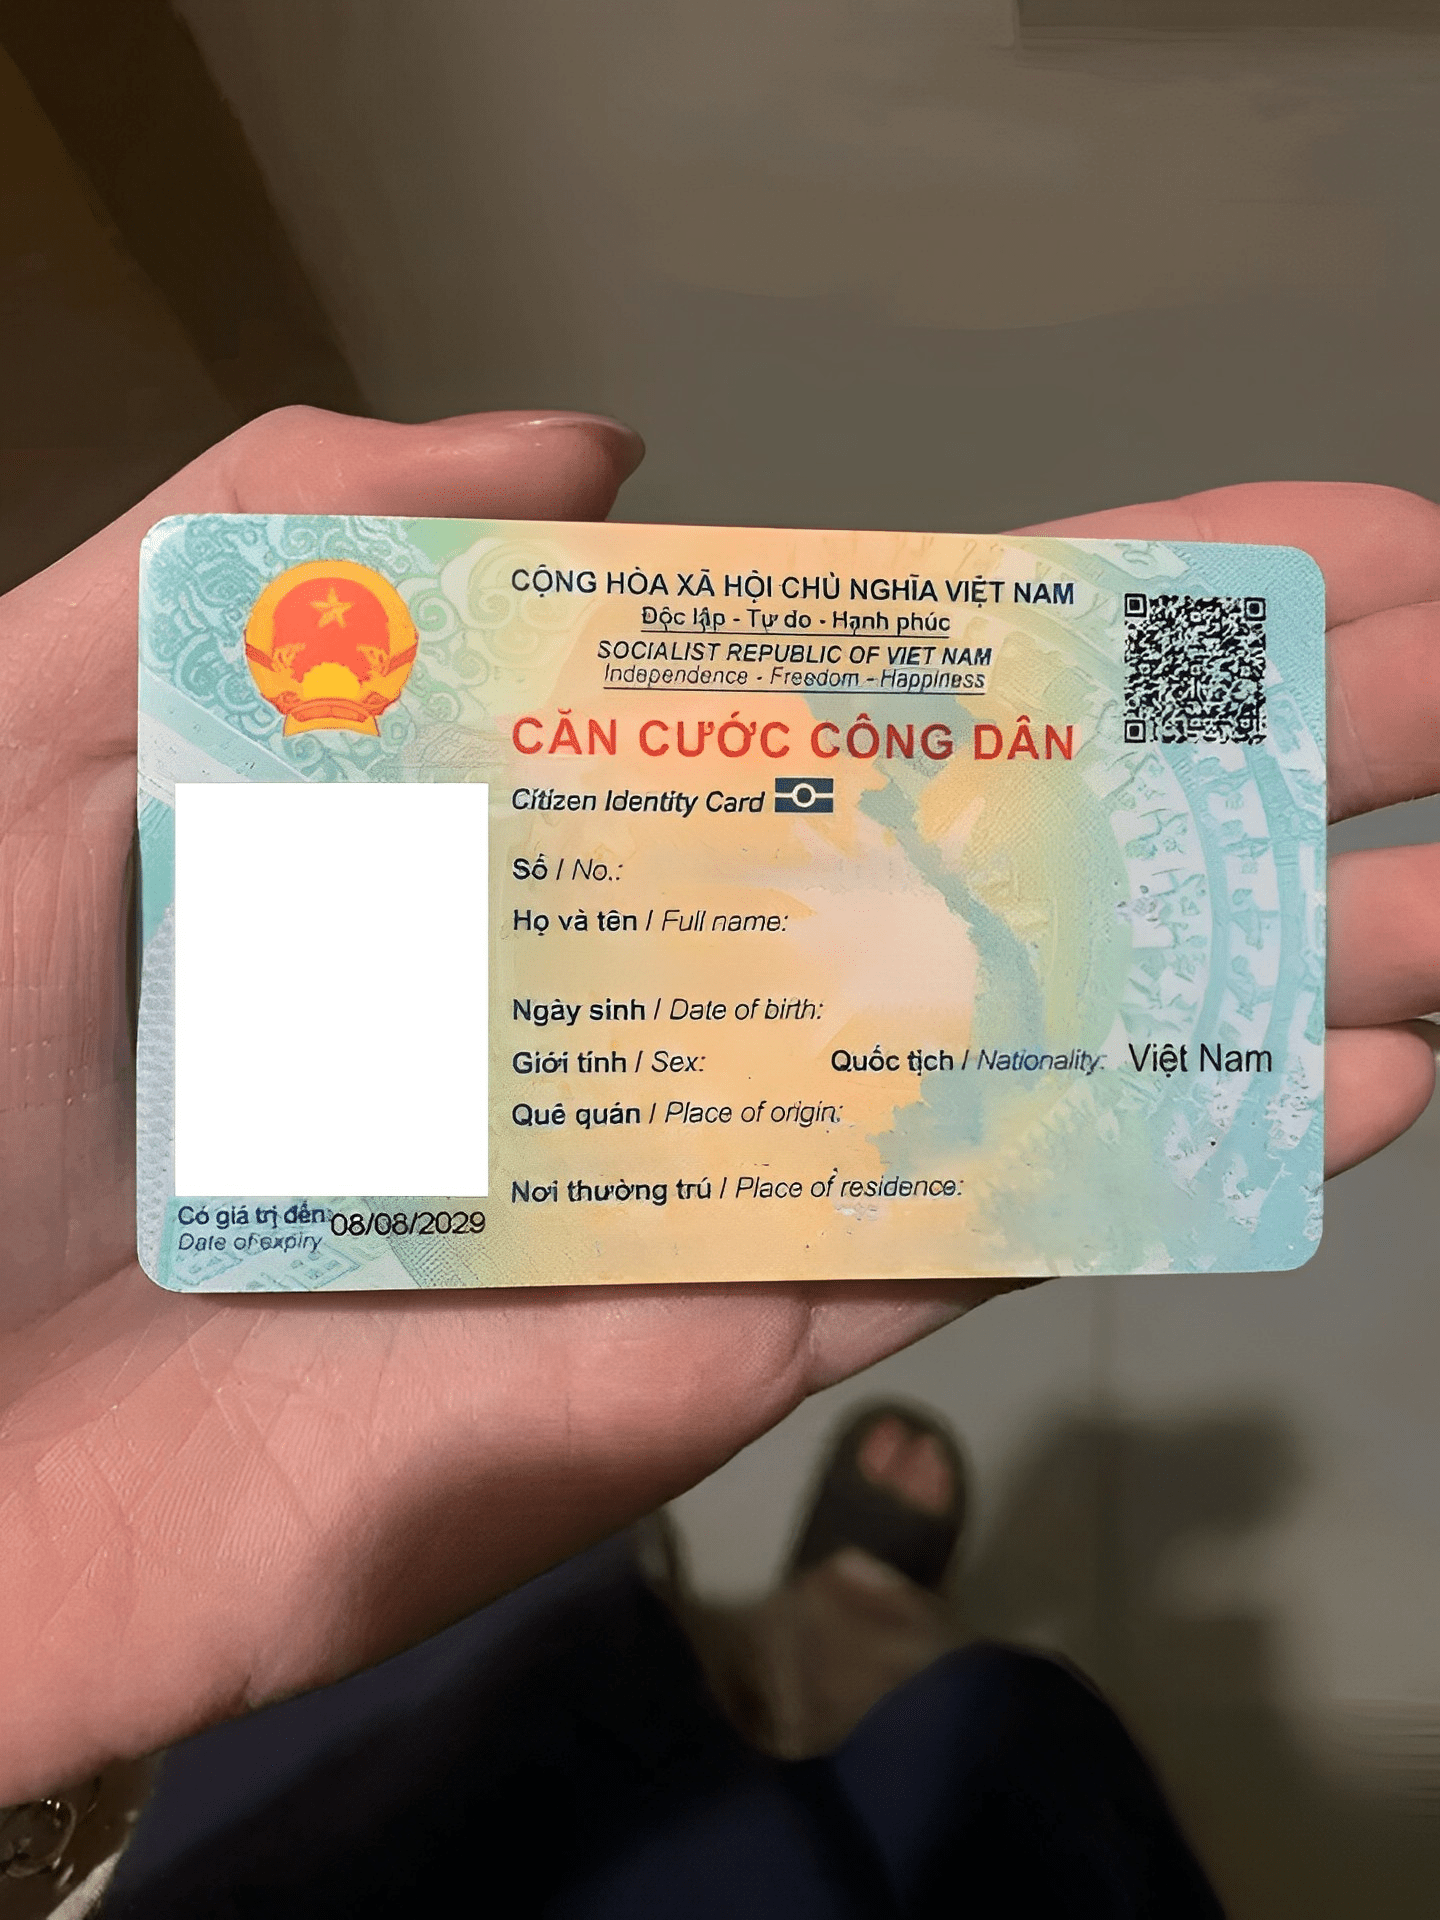 CỘNG HÒA XÃ HỘI CHỦ NGHĨA VIỆT NAM
Độc lập - Tự do - Hạnh phúc
SOCIALIST REPUBLIC OF VIET NAM
Independence - Freedom - Happiness
CĂN CƯỚC CÔNG DÂN
Citizen Identity Card
Số / No.:
Họ và tên / Full name:
Ngày sinh / Date of birth:
Giới tính / Sex: Quốc tịch / Nationality: Việt Nam
Quê quán / Place of origin:
Nơi thường trú / Place of residence:
Có giá trị đến: 08/08/2029
Date of expiry